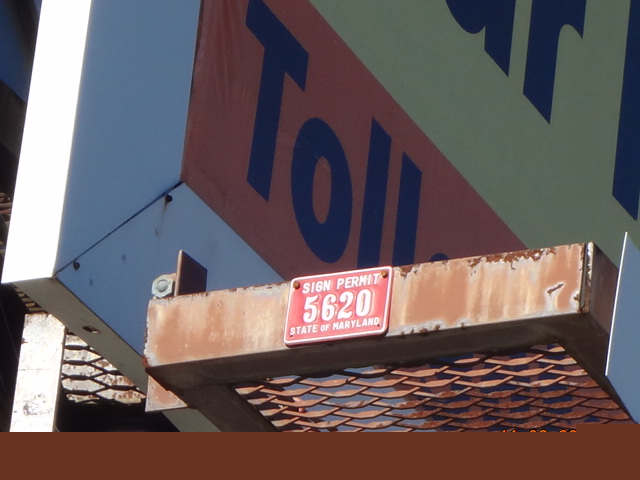 Toll.
SIGN PERMIT
5620
STATE OF MARYLAND